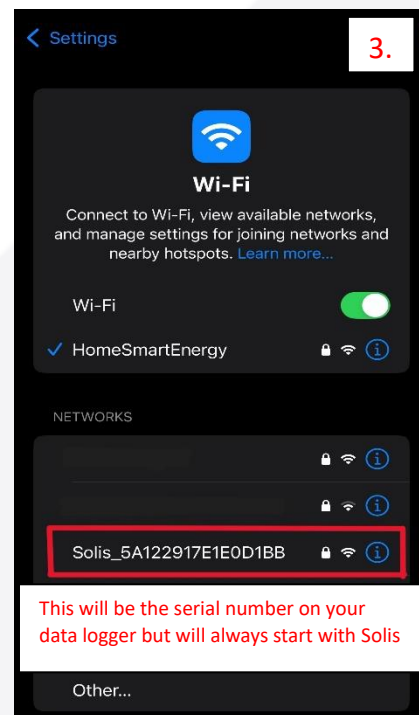 Settings
3.
Wi-Fi
Connect to Wi-Fi, view available networks,
and manage settings for joining networks and
nearby hotspots. Learn more...
Wi-Fi
HomeSmartEnergy
NETWORKS
Solis_5A122917E1E0D1BB
This will be the serial number on your
data logger but will always start with Solis
Other...